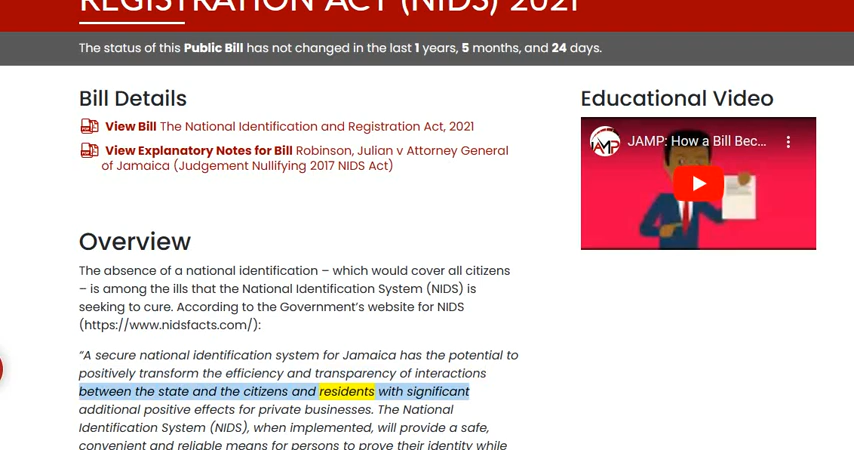 REGISTRATION ACT (NIDS) 2021
The status of this Public Bill has not changed in the last 1 years, 5 months, and 24 days.
Bill Details
View Bill The National Identification and Registration Act, 2021
View Explanatory Notes for Bill Robinson, Julian v Attorney General
of Jamaica (Judgement Nullifying 2017 NIDS Act)
Educational Video
JAMP
JAMP: How a Bill Bec...
Overview
The absence of a national identification – which would cover all citizens
– is among the ills that the National Identification System (NIDS) is
seeking to cure. According to the Government’s website for NIDS
(https://www.nidsfacts.com/):
“A secure national identification system for Jamaica has the potential to
positively transform the efficiency and transparency of interactions
between the state and the citizens and residents with significant
additional positive effects for private businesses. The National
Identification System (NIDS), when implemented, will provide a safe,
convenient and reliable means for persons to prove their identity while